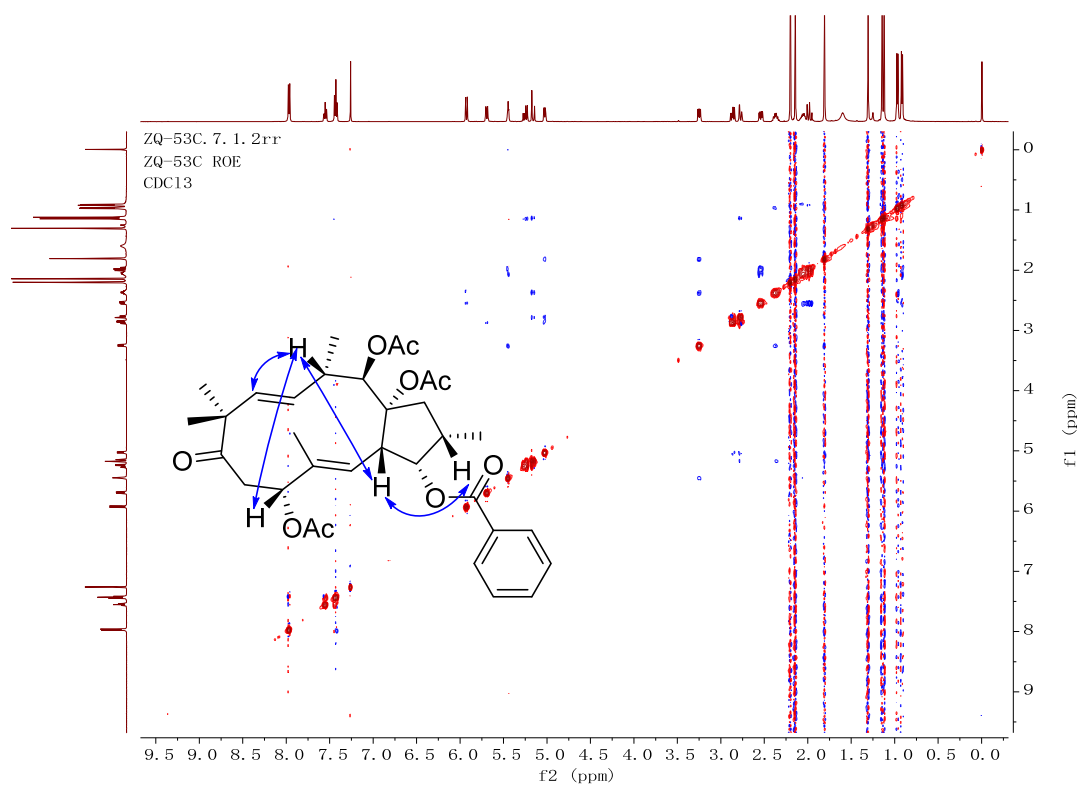 ZQ-53C.7.1.2rr
ZQ-53C ROE
CDCl3
H
OAc
OAc
O
H
O
H
O
H
OAc
0
1
2
3
4
5
6
7
8
9
f1 (ppm)
9.5 9.0 8.5 8.0 7.5 7.0 6.5 6.0 5.5 5.0 4.5 4.0 3.5 3.0 2.5 2.0 1.5 1.0 0.5 0.0
f2 (ppm)